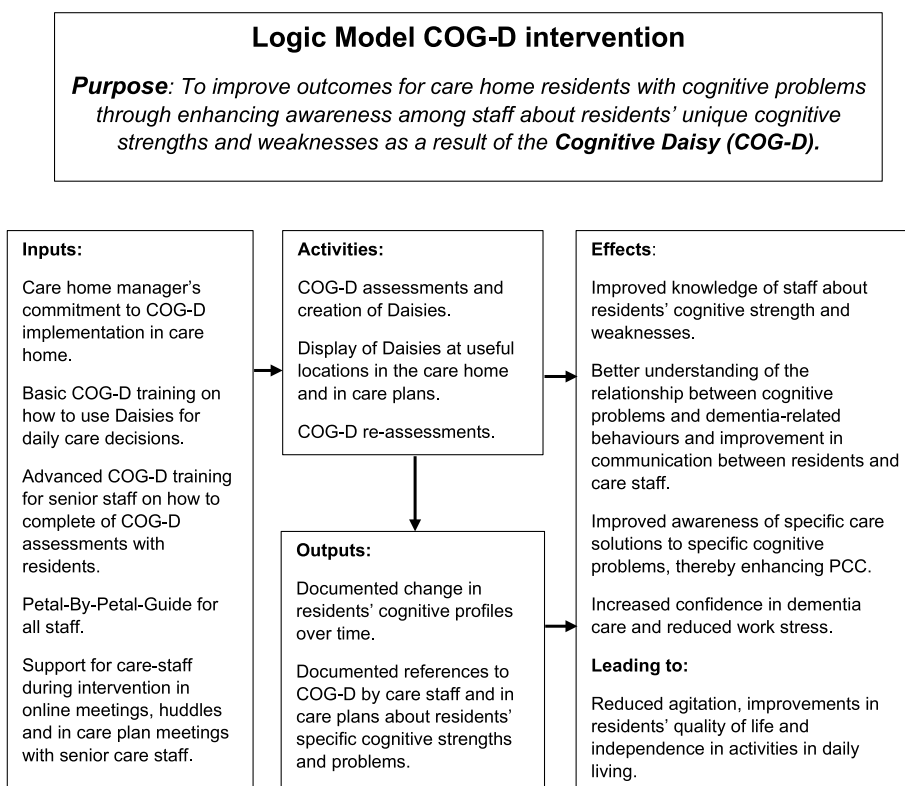 Logic Model COG-D intervention
Purpose: To improve outcomes for care home residents with cognitive problems
through enhancing awareness among staff about residents’ unique cognitive
strengths and weaknesses as a result of the Cognitive Daisy (COG-D).
Inputs:
Care home manager’s
commitment to COG-D
implementation in care
home.
Basic COG-D training on
how to use Daisies for
daily care decisions.
Advanced COG-D training
for senior staff on how to
complete of COG-D
assessments with
residents.
Petal-By-Petal-Guide for
all staff.
Support for care-staff
during intervention in
online meetings, huddles
and in care plan meetings
with senior care staff.
Activities:
COG-D assessments and
creation of Daisies.
Display of Daisies at useful
locations in the care home
and in care plans.
COG-D re-assessments.
Outputs:
Documented change in
residents’ cognitive profiles
over time.
Documented references to
COG-D by care staff and in
care plans about residents’
specific cognitive strengths
and problems.
Effects:
Improved knowledge of staff about
residents’ cognitive strength and
weaknesses.
Better understanding of the
relationship between cognitive
problems and dementia-related
behaviours and improvement in
communication between residents and
care staff.
Improved awareness of specific care
solutions to specific cognitive
problems, thereby enhancing PCC.
Increased confidence in dementia
care and reduced work stress.
Leading to:
Reduced agitation, improvements in
residents’ quality of life and
independence in activities in daily
living.